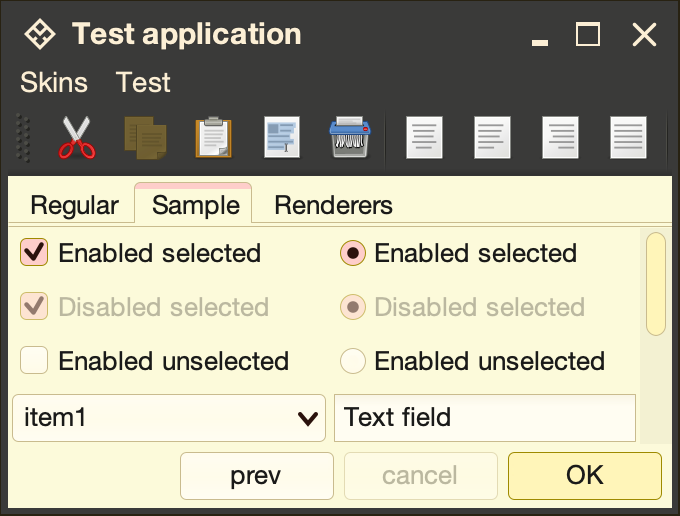 Test application
Skins Test
Regular Sample Renderers
Enabled selected Enabled selected
Disabled selected Disabled selected
Enabled unselected Enabled unselected
item1 Text field
prev cancel OK